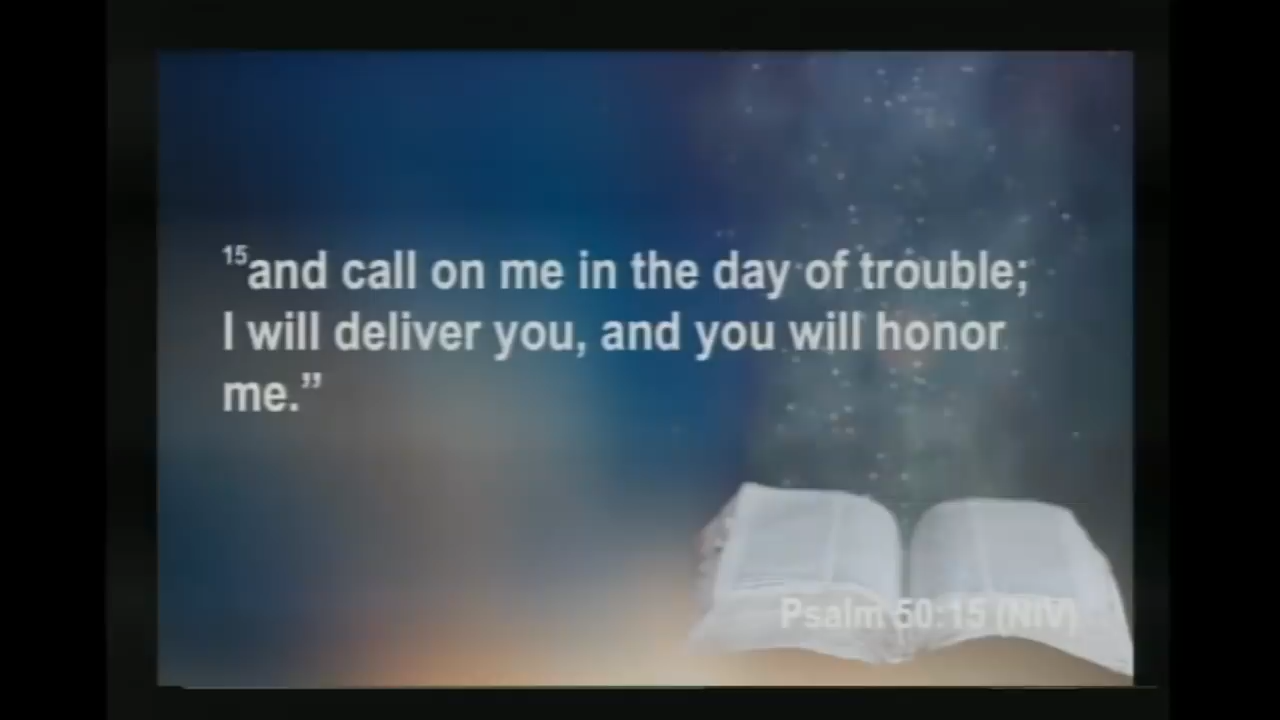 ¹⁵and call on me in the day of trouble;
I will deliver you, and you will honor
me.”
Psalm 50:15 (NIV)